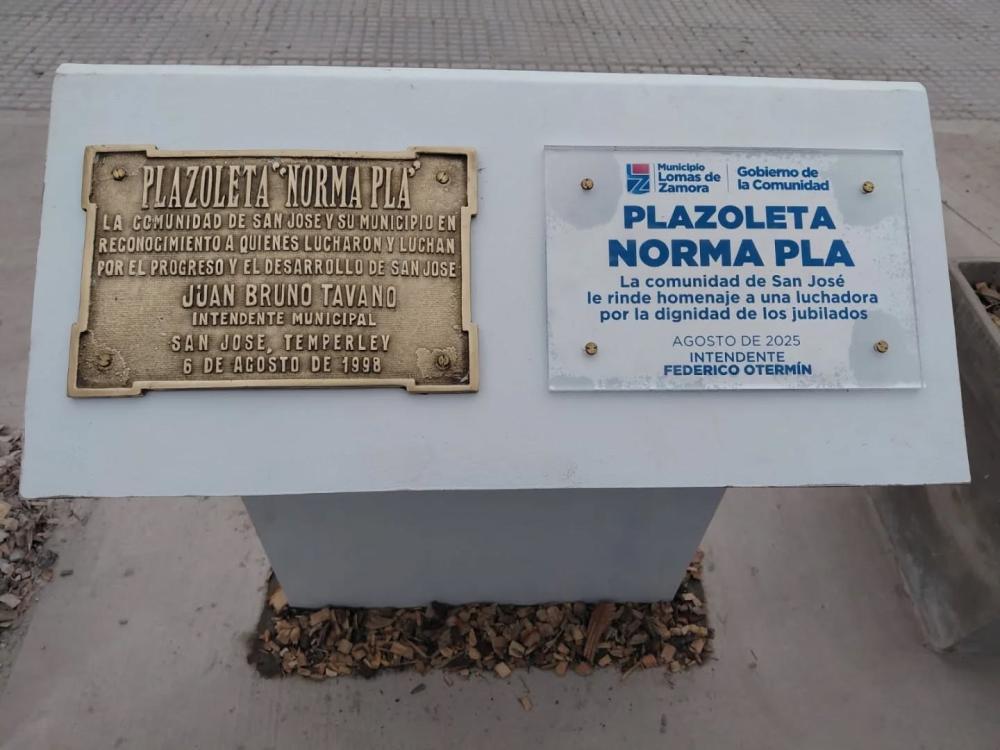 PLAZOLETA "NORMA PLA"
LA COMUNIDAD DE SAN JOSE Y SU MUNICIPIO EN
RECONOCIMIENTO A QUIENES LUCHARON Y LUCHAN
POR EL PROGRESO Y EL DESARROLLO DE SAN JOSE
JUAN BRUNO TAVANO
INTENDENTE MUNICIPAL
SAN JOSE, TEMPERLEY
6 DE AGOSTO DE 1998
Municipio
Lomas de
Zamora
Gobierno de
la Comunidad
PLAZOLETA
NORMA PLA
La comunidad de San José
le rinde homenaje a una luchadora
por la dignidad de los jubilados
AGOSTO DE 2025
INTENDENTE
FEDERICO OTERMÍN